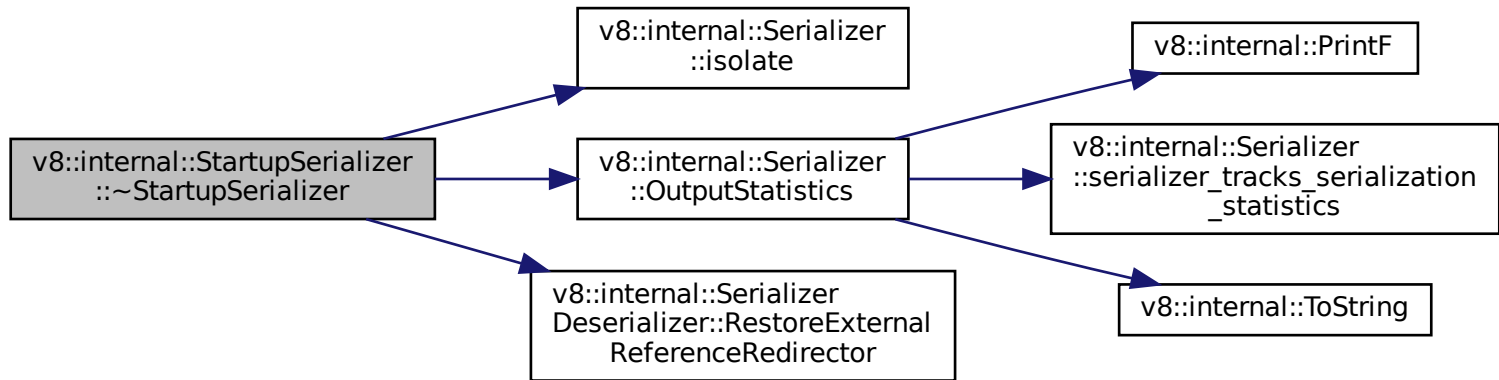 v8::internal::StartupSerializer
::~StartupSerializer
v8::internal::Serializer
::isolate
v8::internal::Serializer
::OutputStatistics
v8::internal::Serializer
Deserializer::RestoreExternal
ReferenceRedirector
v8::internal::PrintF
v8::internal::Serializer
::serializer_tracks_serialization
_statistics
v8::internal::ToString